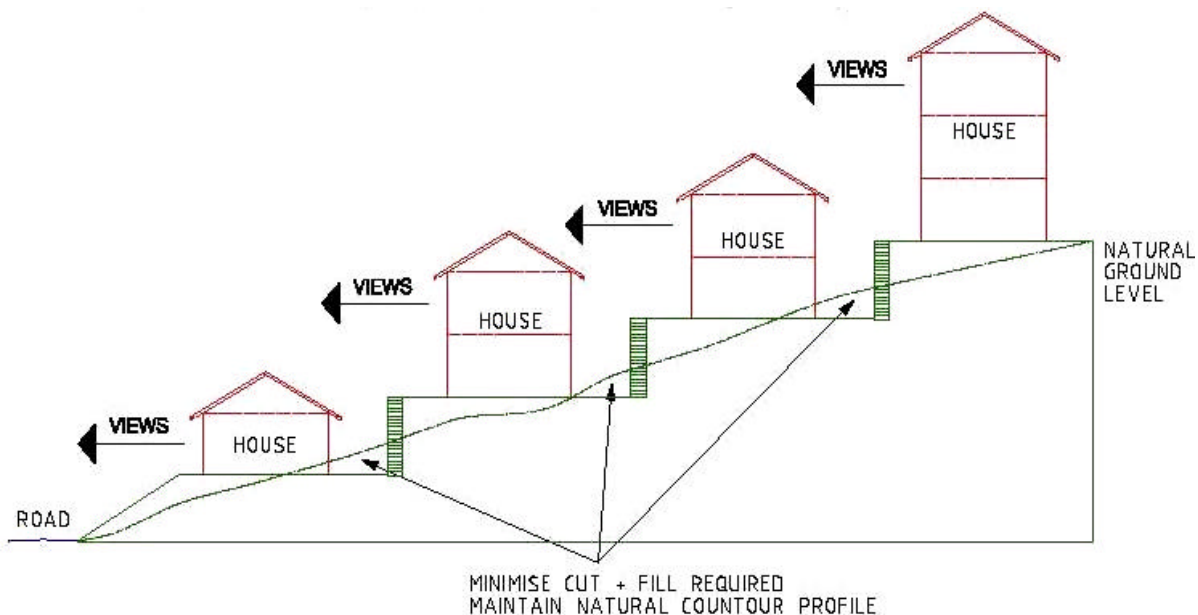 VIEWS
HOUSE
VIEWS
HOUSE
VIEWS
HOUSE
NATURAL
GROUND
LEVEL
VIEWS
HOUSE
ROAD
MINIMISE CUT + FILL REQUIRED
MAINTAIN NATURAL COUNTOUR PROFILE